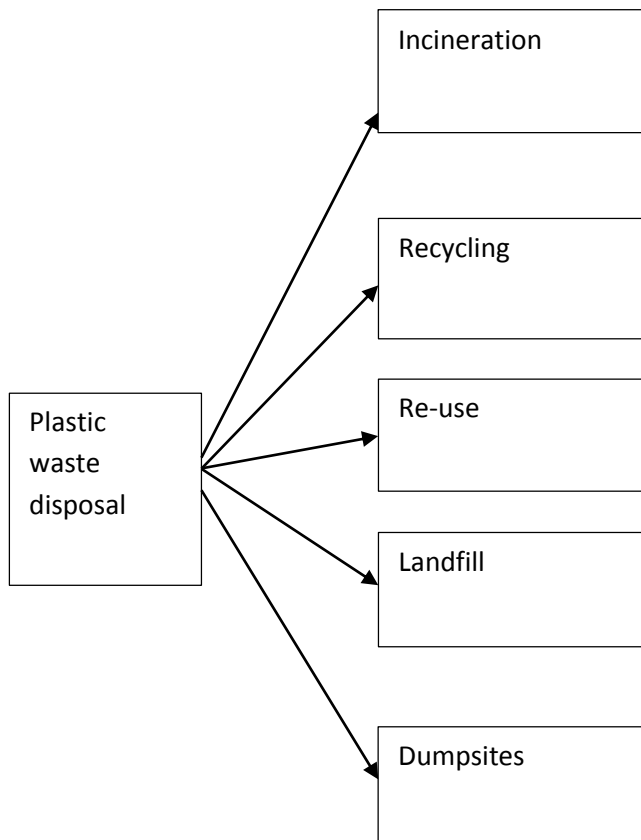 Incineration
Recycling
Re-use
Plastic
waste
disposal
Landfill
Dumpsites